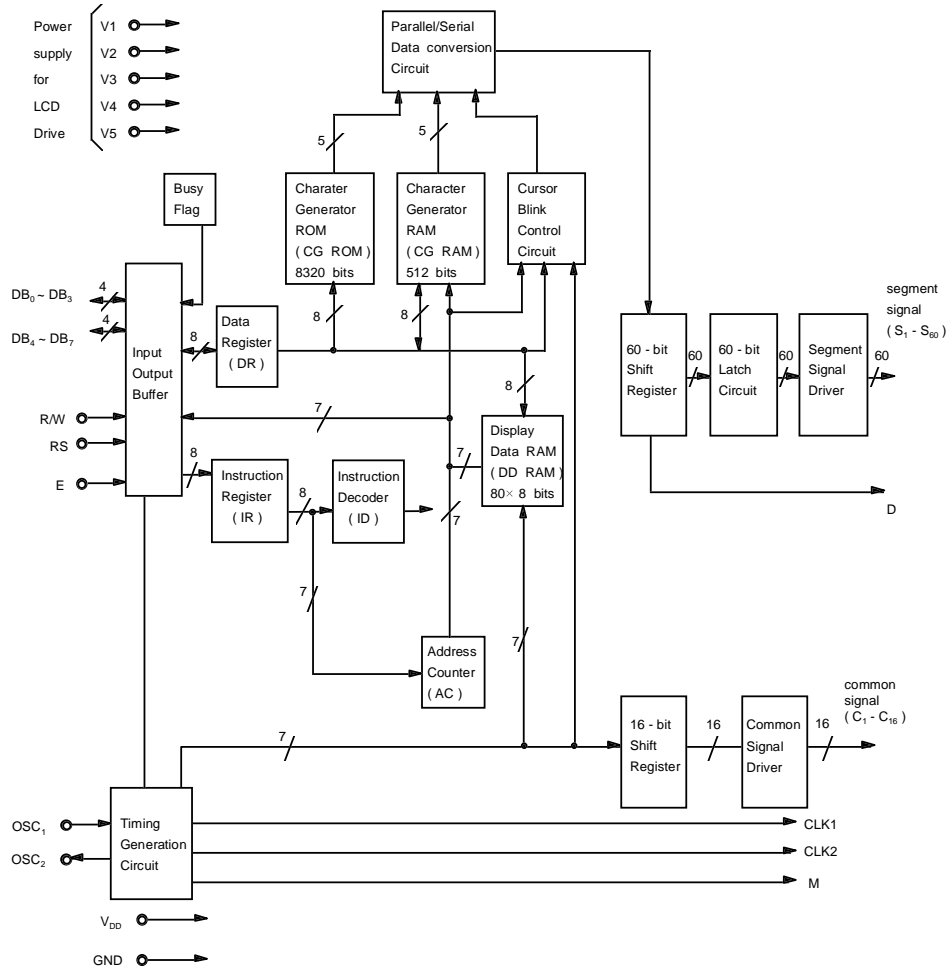 Power
supply
for
LCD
Drive
V1
V2
V3
V4
V5
Parallel/Serial
Data conversion
Circuit
5
5
Busy
Flag
Charater
Generator
ROM
( CG ROM )
8320 bits
Character
Generator
RAM
( CG RAM )
512 bits
Cursor
Blink
Control
Circuit
DB0 ~ DB3
4
DB4 ~ DB7
4
R/W
RS
E
Input
Output
Buffer
8
Data
Register
( DR )
8
8
8
7
Display
Data RAM
( DD RAM )
80× 8 bits
7
7
8
Instruction
Register
( IR )
8
Instruction
Decoder
( ID )
7
Address
Counter
( AC )
7
60 - bit
Shift
Register
60
60 - bit
Latch
Circuit
60
Segment
Signal
Driver
60
segment
signal
( S1 - S60 )
D
7
16 - bit
Shift
Register
16
Common
Signal
Driver
16
common
signal
( C1 - C16 )
OSC1
OSC2
Timing
Generation
Circuit
CLK1
CLK2
M
VDD
GND